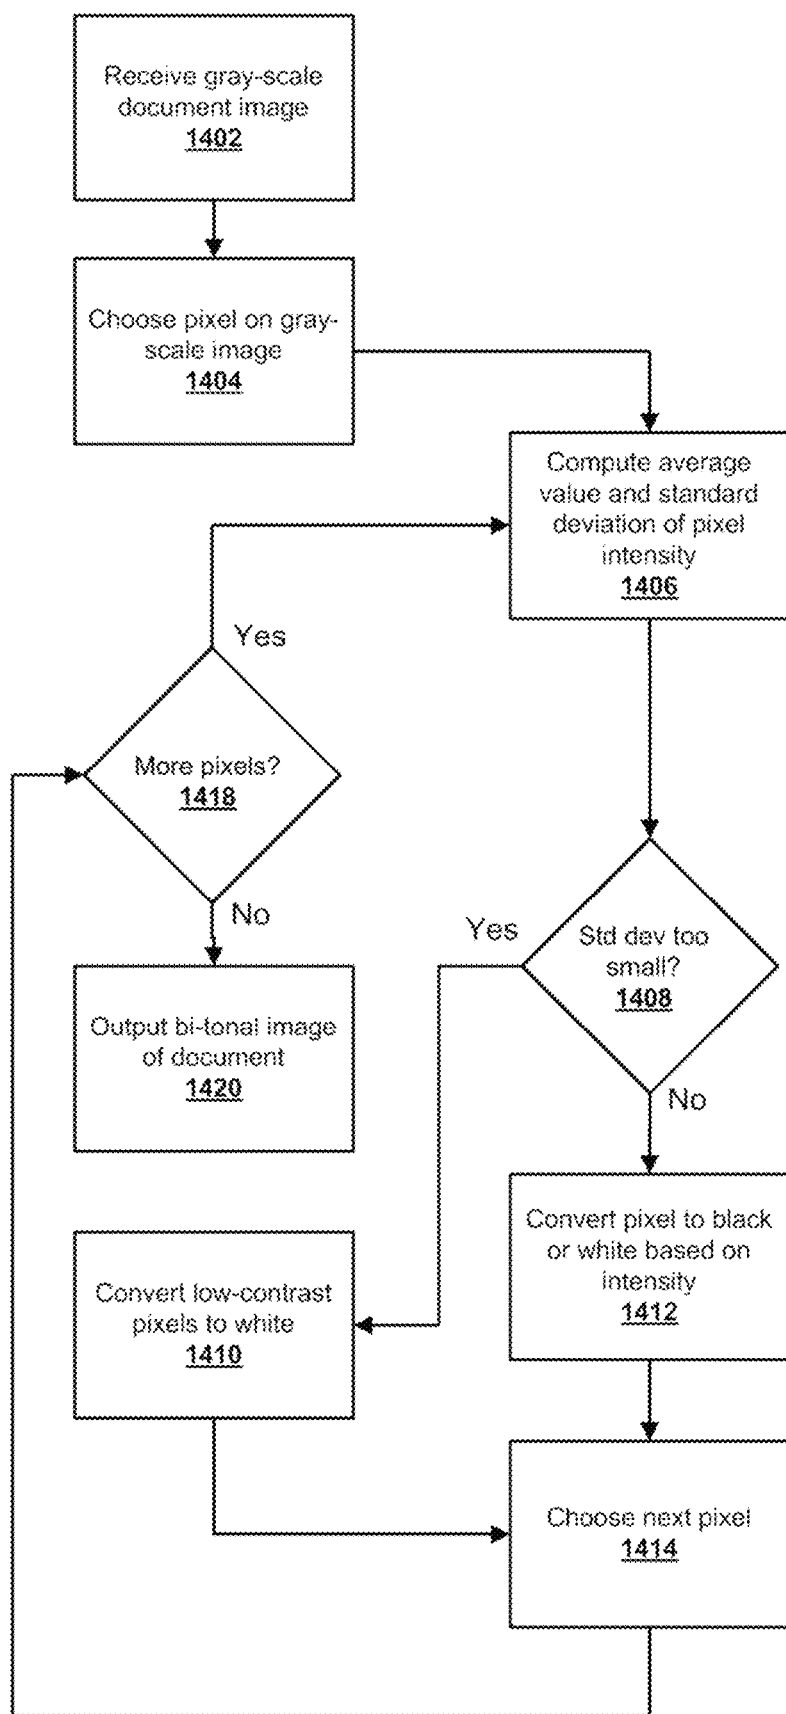 Receive gray-scale
document image
1402
Choose pixel on gray-
scale image
1404
Compute average
value and standard
deviation of pixel
intensity
1406
Yes
More pixels?
1418
No
Yes
Std dev too
small?
1408
No
Output bi-tonal image
of document
1420
Convert pixel to black
or white based on
intensity
1412
Convert low-contrast
pixels to white
1410
Choose next pixel
1414